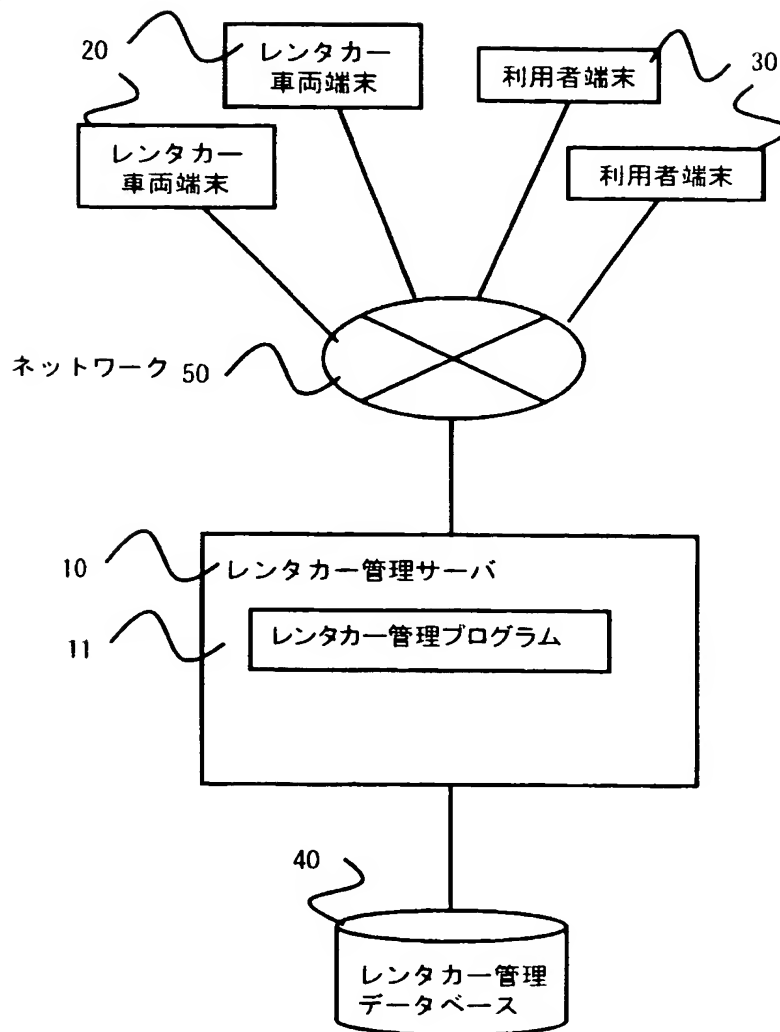 20
レンタカー
車両端末
利用者端末
30
レンタカー
車両端末
利用者端末
ネットワーク 50
10
レンタカー管理サーバ
11
レンタカー管理プログラム
40
レンタカー管理
データベース